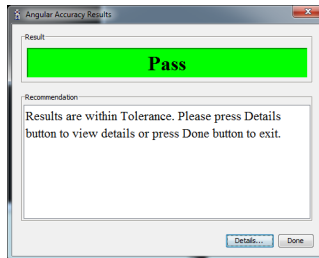 Angular Accuracy Results
Result
Pass
Recommendation
Results are within Tolerance. Please press Details
button to view details or press Done button to exit.
Details...
Done